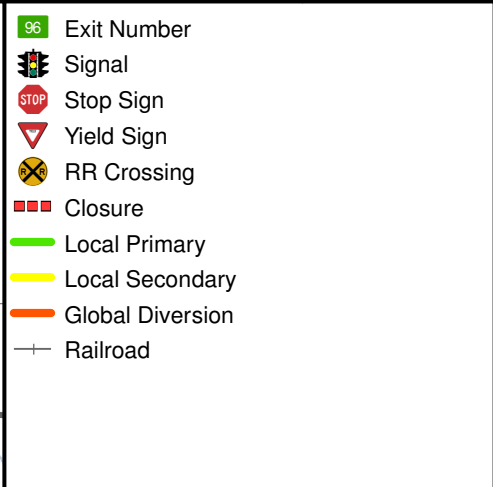 96 Exit Number
Signal
STOP Stop Sign
Yield Sign
R R RR Crossing
Closure
Local Primary
Local Secondary
Global Diversion
Railroad